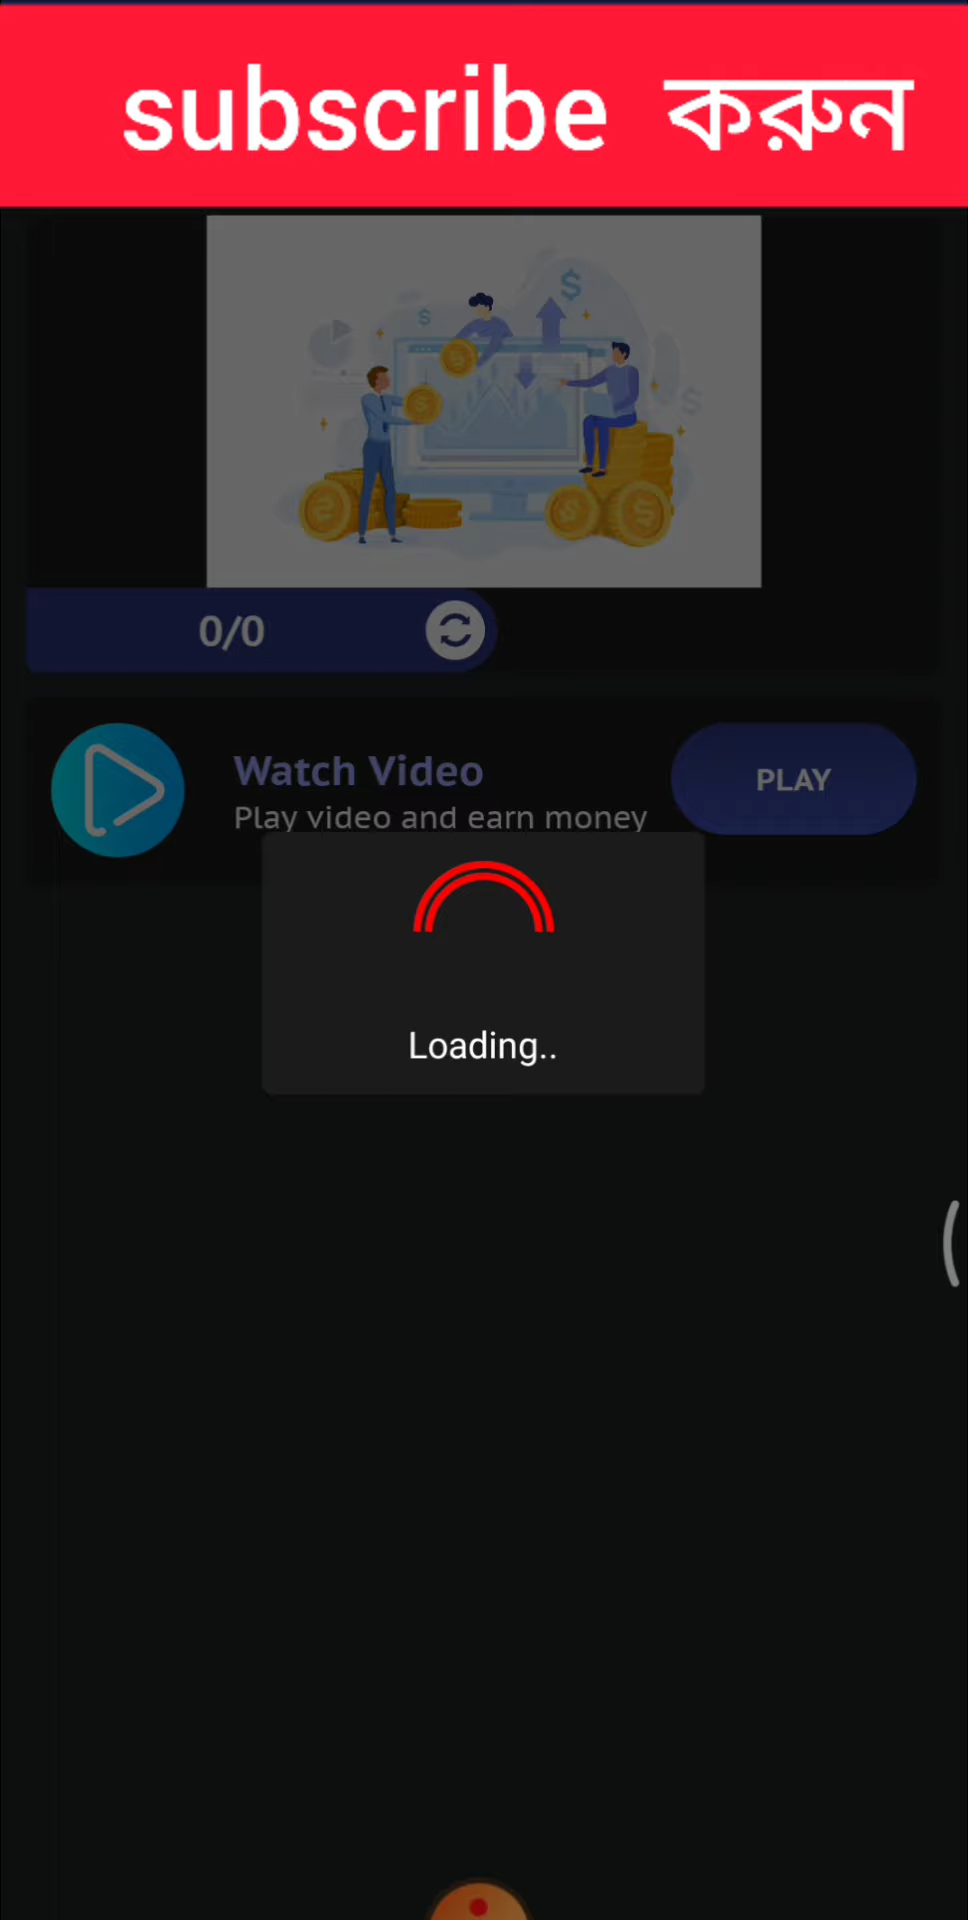 subscribe করুন
0/0
Watch Video
Play video and earn money
PLAY
Loading..